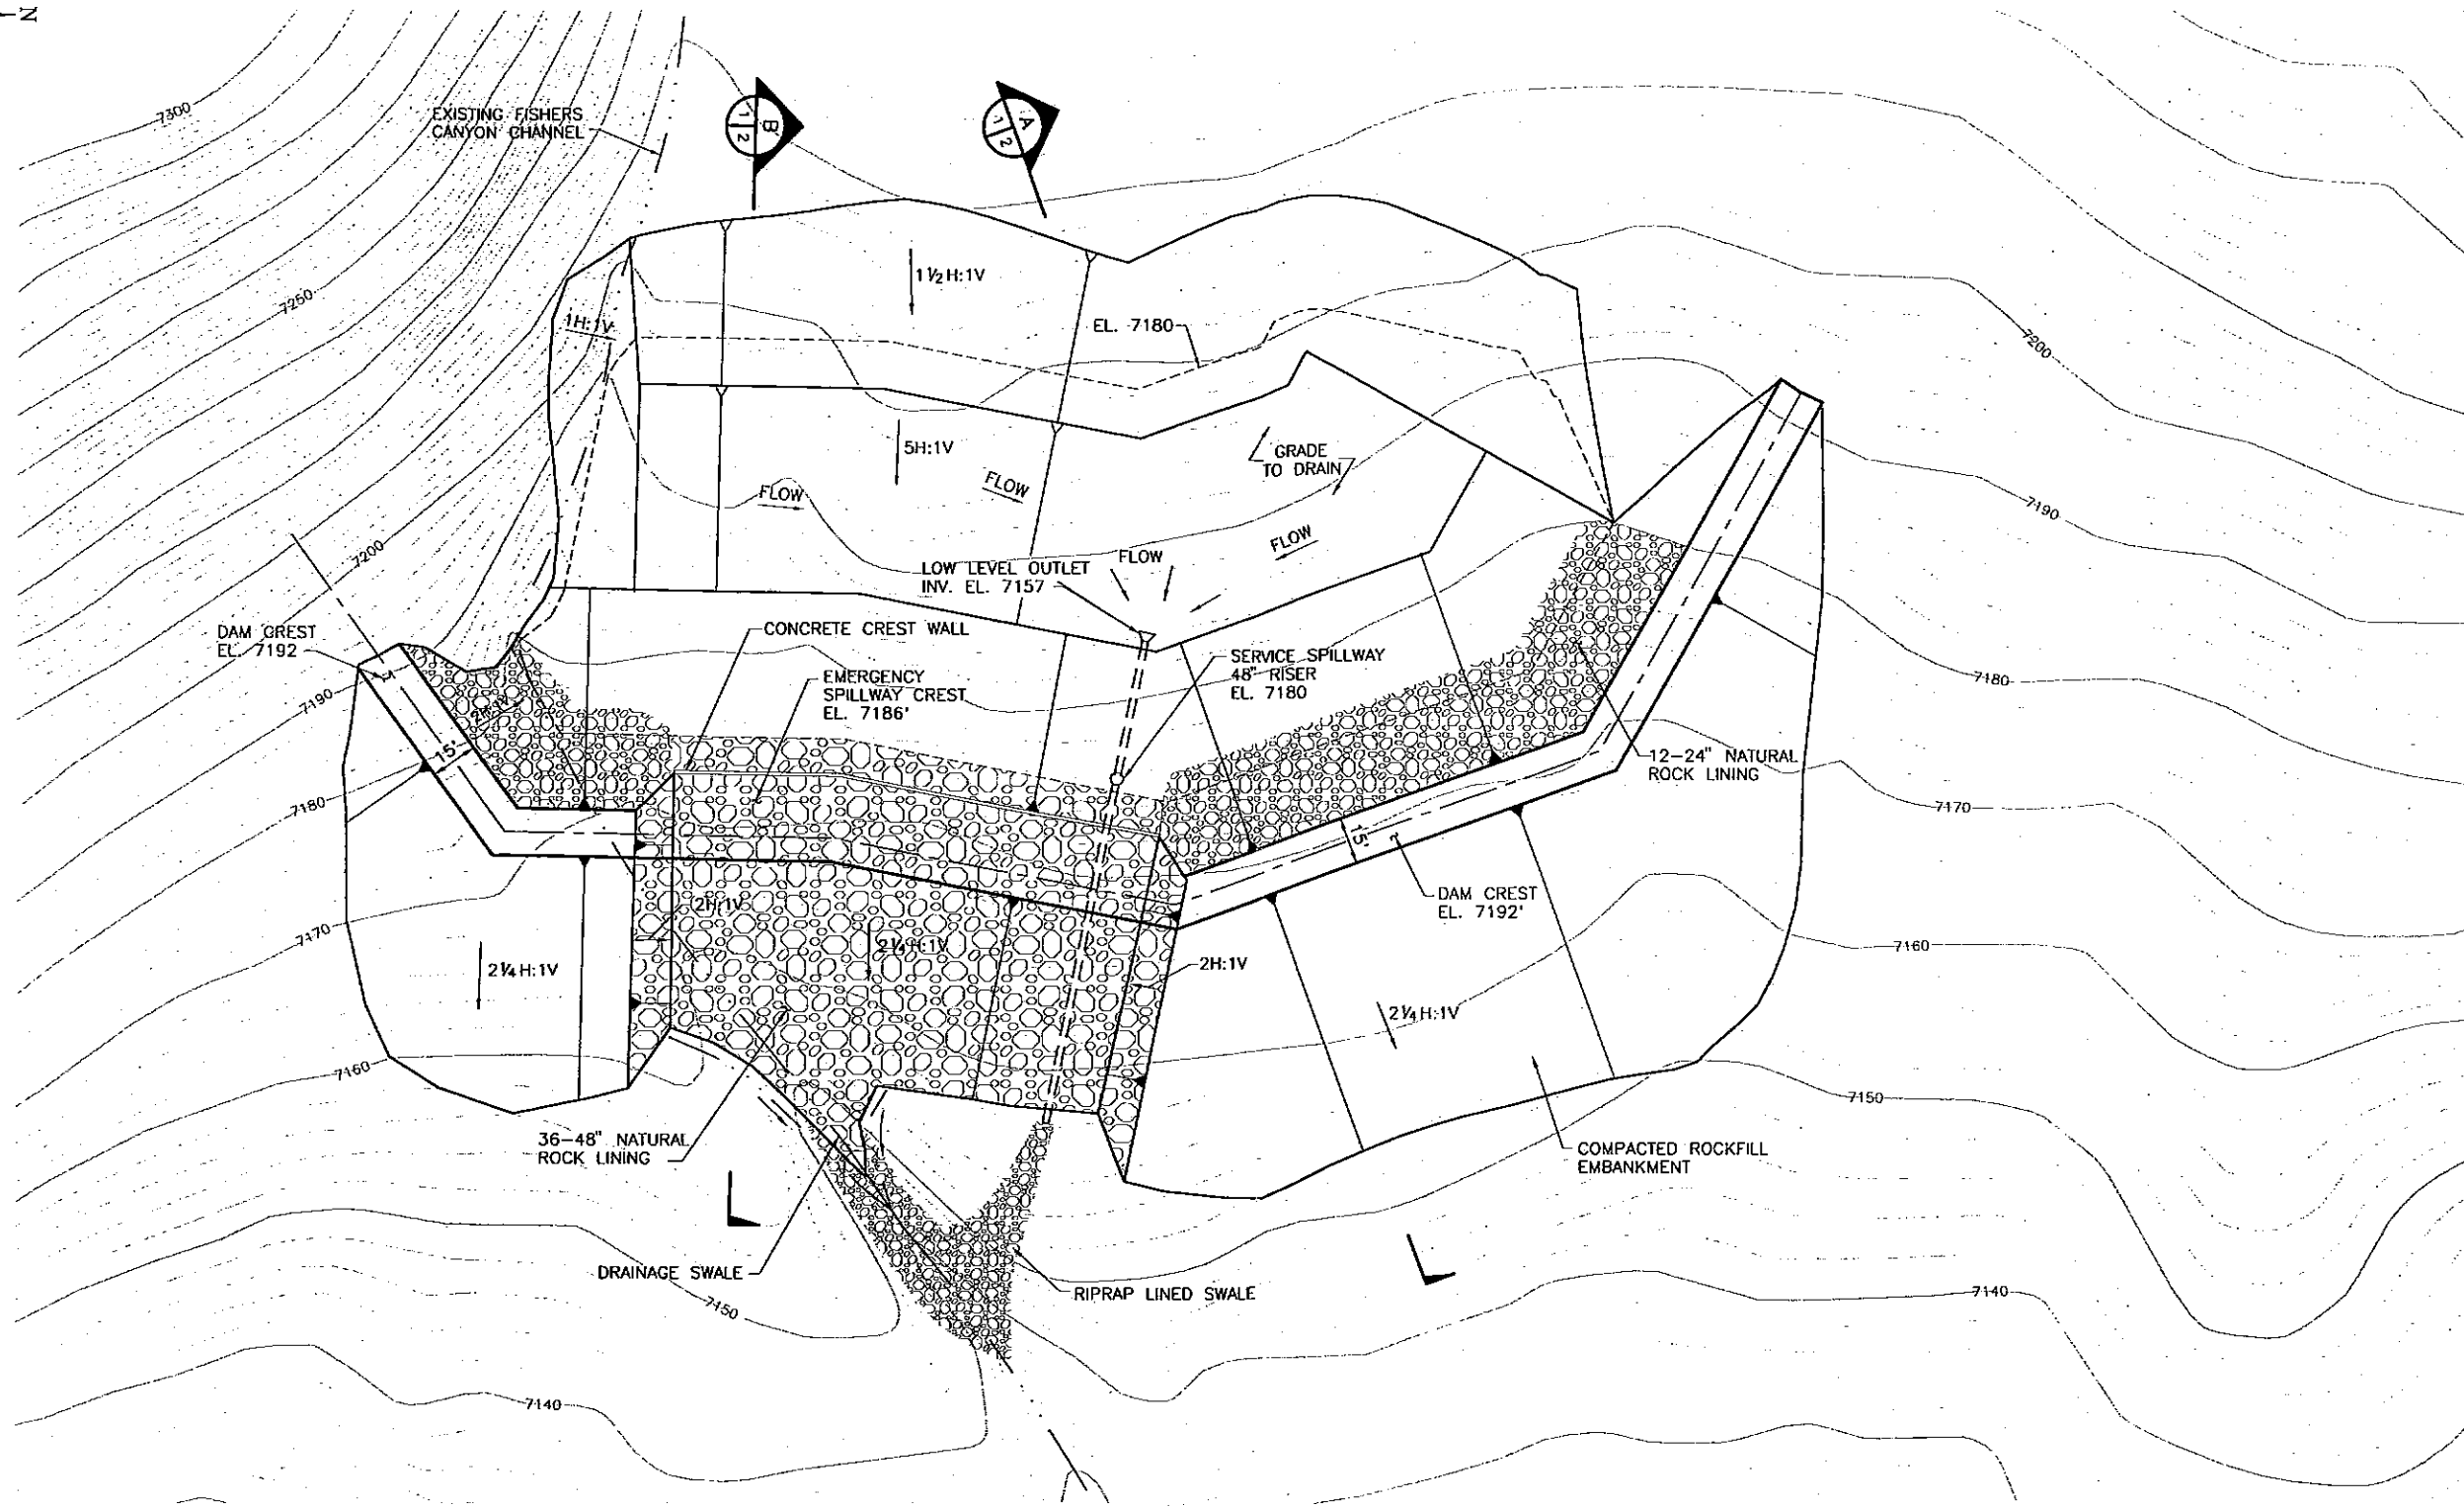 N
7300
EXISTING FISHERS
CANYON CHANNEL
B
1
2
A
1
2
1½H:1V
7250
1H:1V
EL. 7180
7200
5H:1V
GRADE
TO DRAIN
FLOW
FLOW
7190
FLOW
7200
FLOW
LOW LEVEL OUTLET
INV. EL. 7157
DAM CREST
EL. 7192
CONCRETE CREST WALL
SERVICE SPILLWAY
48" RISER
EL. 7180
7180
EMERGENCY
SPILLWAY CREST
EL. 7186'
7190
2H:1V
15'
12-24" NATURAL
ROCK LINING
7180
7170
15'
DAM CREST
EL. 7192'
2H:1V
7170
2¼H:1V
7160
2¼H:1V
2H:1V
2¼H:1V
7160
7150
36-48" NATURAL
ROCK LINING
COMPACTED ROCKFILL
EMBANKMENT
DRAINAGE SWALE
RIPRAP LINED SWALE
7140
7150
7140